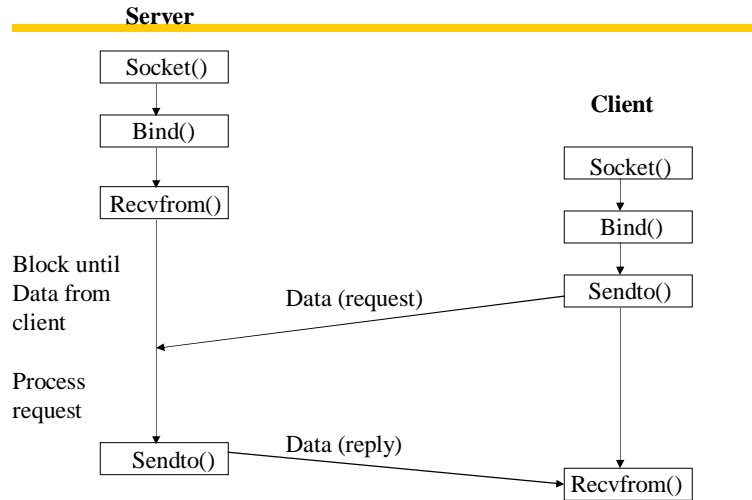 Server
Socket()
Bind()
Recvfrom()
Block until
Data from
client
Process
request
Sendto()
Data (request)
Data (reply)
Client
Socket()
Bind()
Sendto()
Recvfrom()